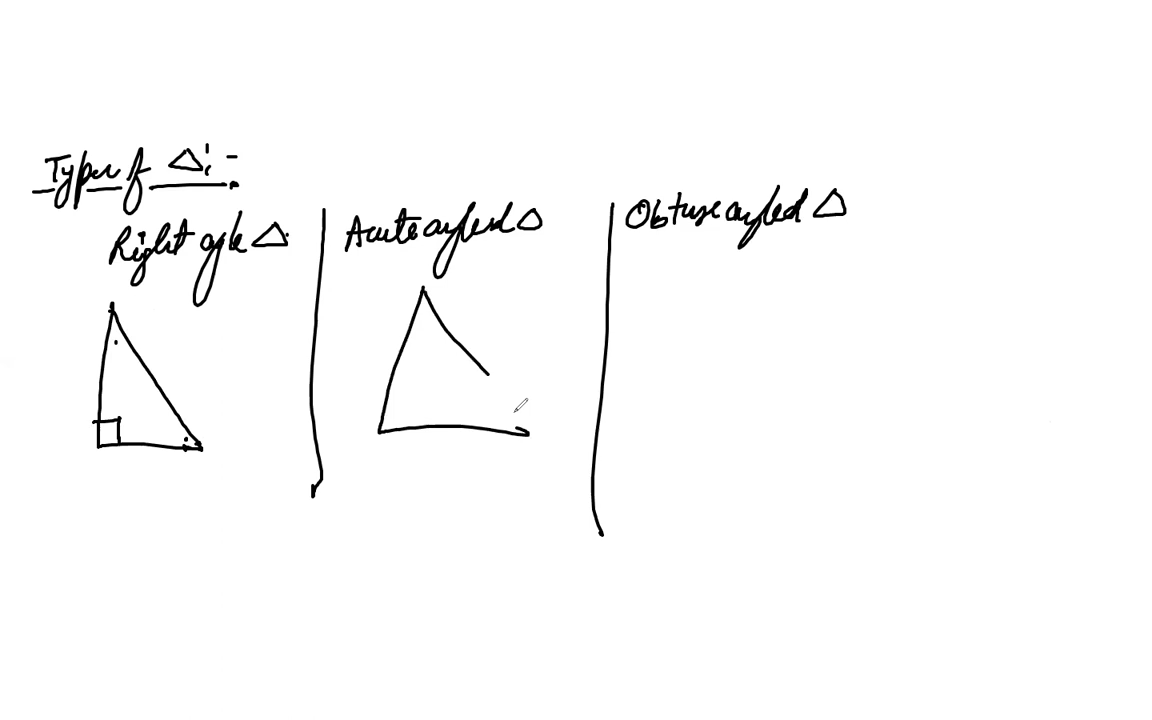 Types of Δ's :-
Right angle Δ
Acute angled Δ
Obtuse angled Δ